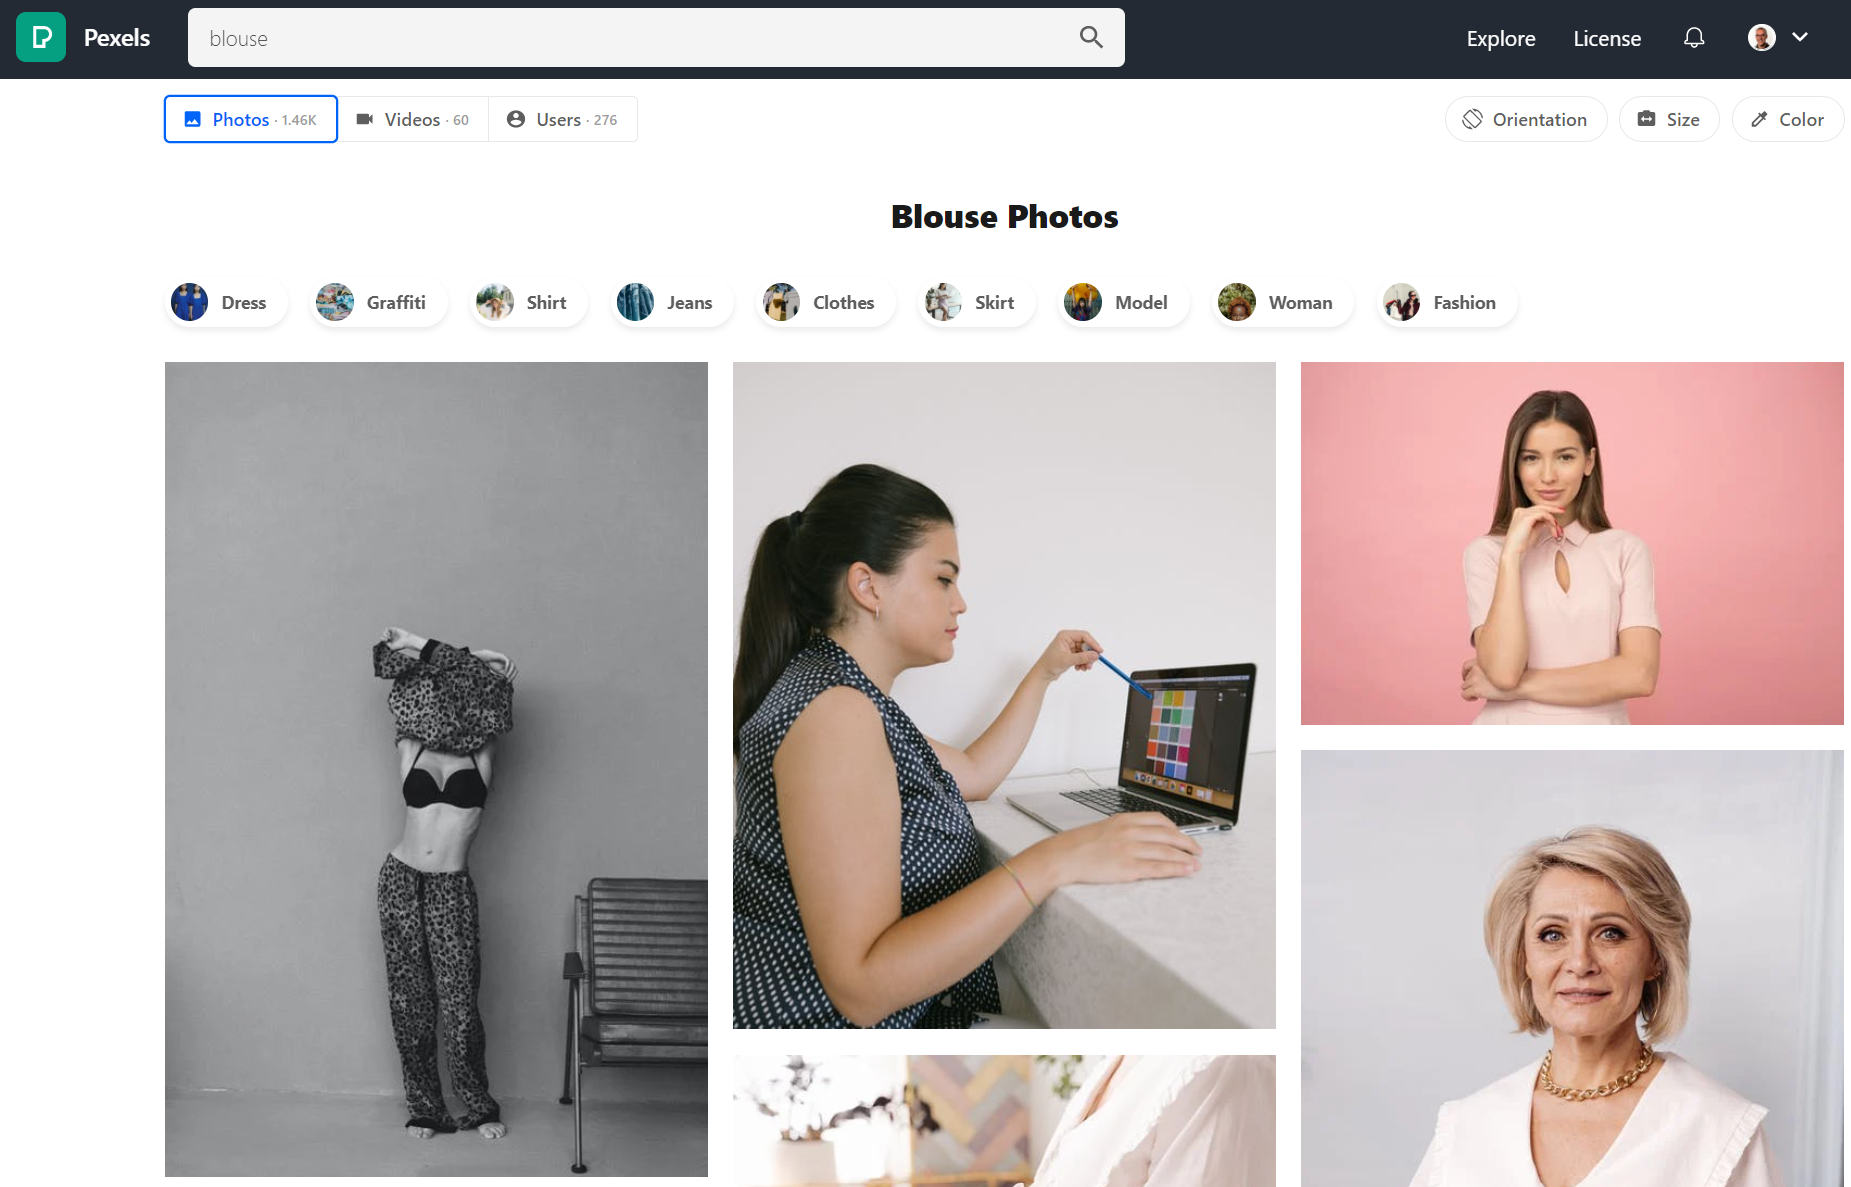 Pexels
blouse
Explore
License
Photos · 1.46K
Videos · 60
Users · 276
Orientation
Size
Color
Blouse Photos
Dress
Graffiti
Shirt
Jeans
Clothes
Skirt
Model
Woman
Fashion